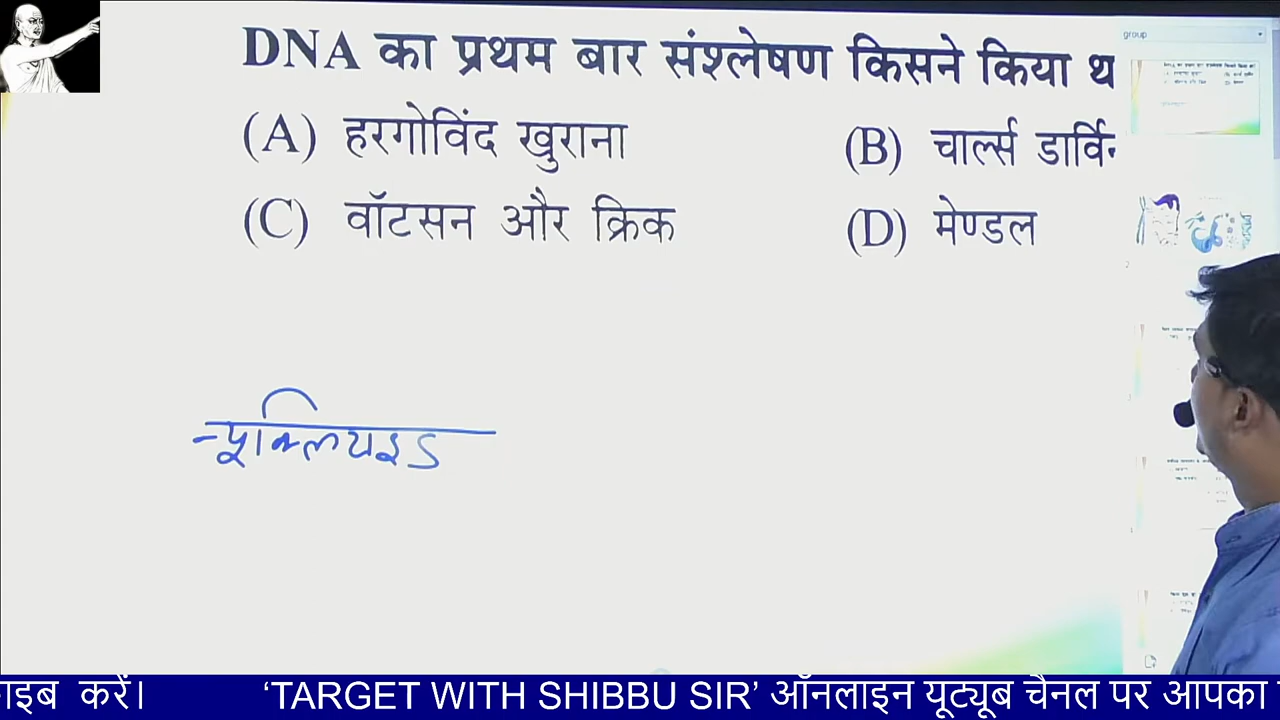 DNA का प्रथम बार संश्लेषण किसने किया थ
group
(A) हरगोविंद खुराना
(B) चार्ल्स डार्विन
(C) वॉटसन और क्रिक
(D) मेण्डल
न्यूक्लियाइड
ाइब करें। ‘TARGET WITH SHIBBU SIR’ ऑनलाइन यूट्यूब चैनल पर आपका